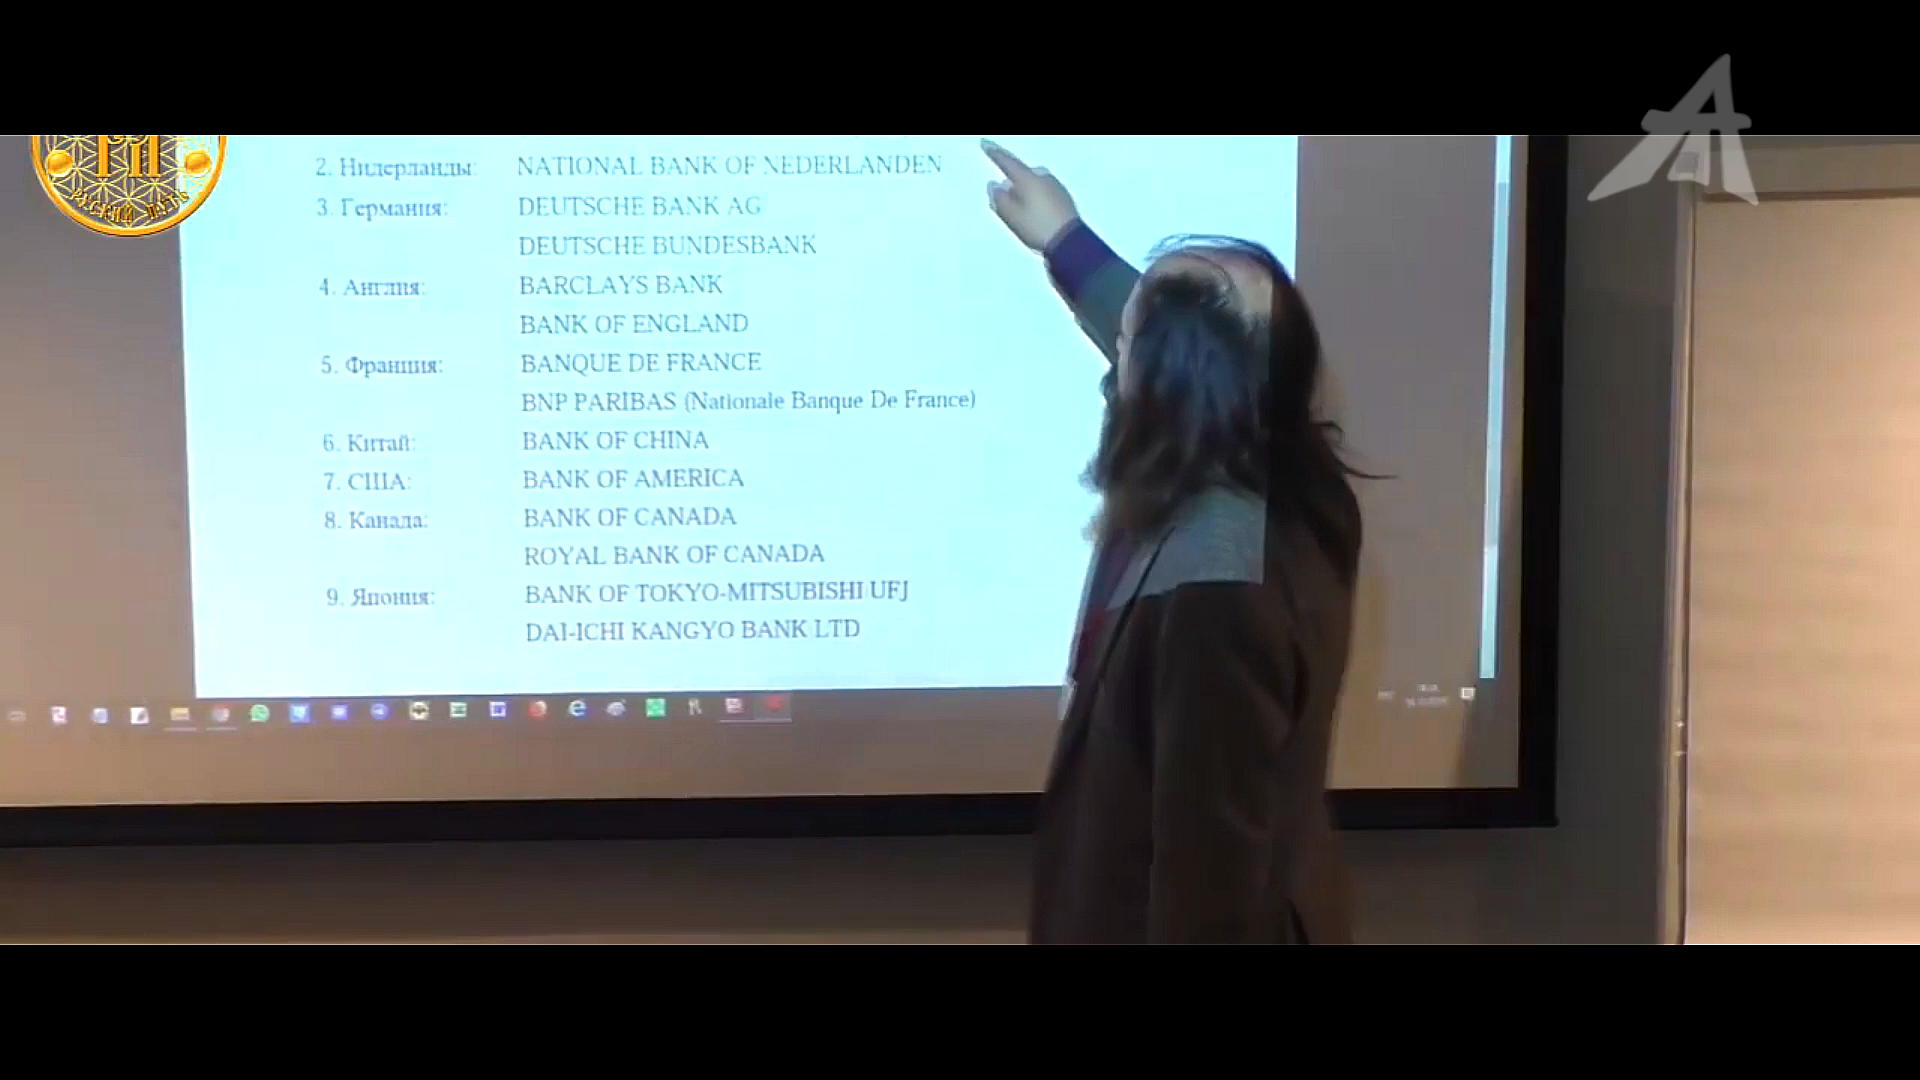 РП
РУСКИЙ ПУТЬ
2. Нидерланды: NATIONAL BANK OF NEDERLANDEN
3. Германия: DEUTSCHE BANK AG
DEUTSCHE BUNDESBANK
4. Англия: BARCLAYS BANK
BANK OF ENGLAND
5. Франция: BANQUE DE FRANCE
BNP PARIBAS (Nationale Banque De France)
6. Китай: BANK OF CHINA
7. США: BANK OF AMERICA
8. Канада: BANK OF CANADA
ROYAL BANK OF CANADA
9. Япония: BANK OF TOKYO-MITSUBISHI UFJ
DAI-ICHI KANGYO BANK LTD